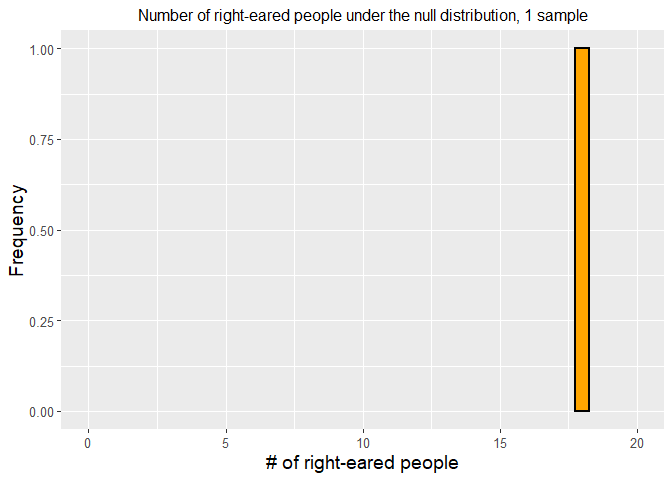 Number of right-eared people under the null distribution, 1 sample
1.00
0.75
0.50
0.25
0.00
Frequency
0 5 10 15 20
# of right-eared people